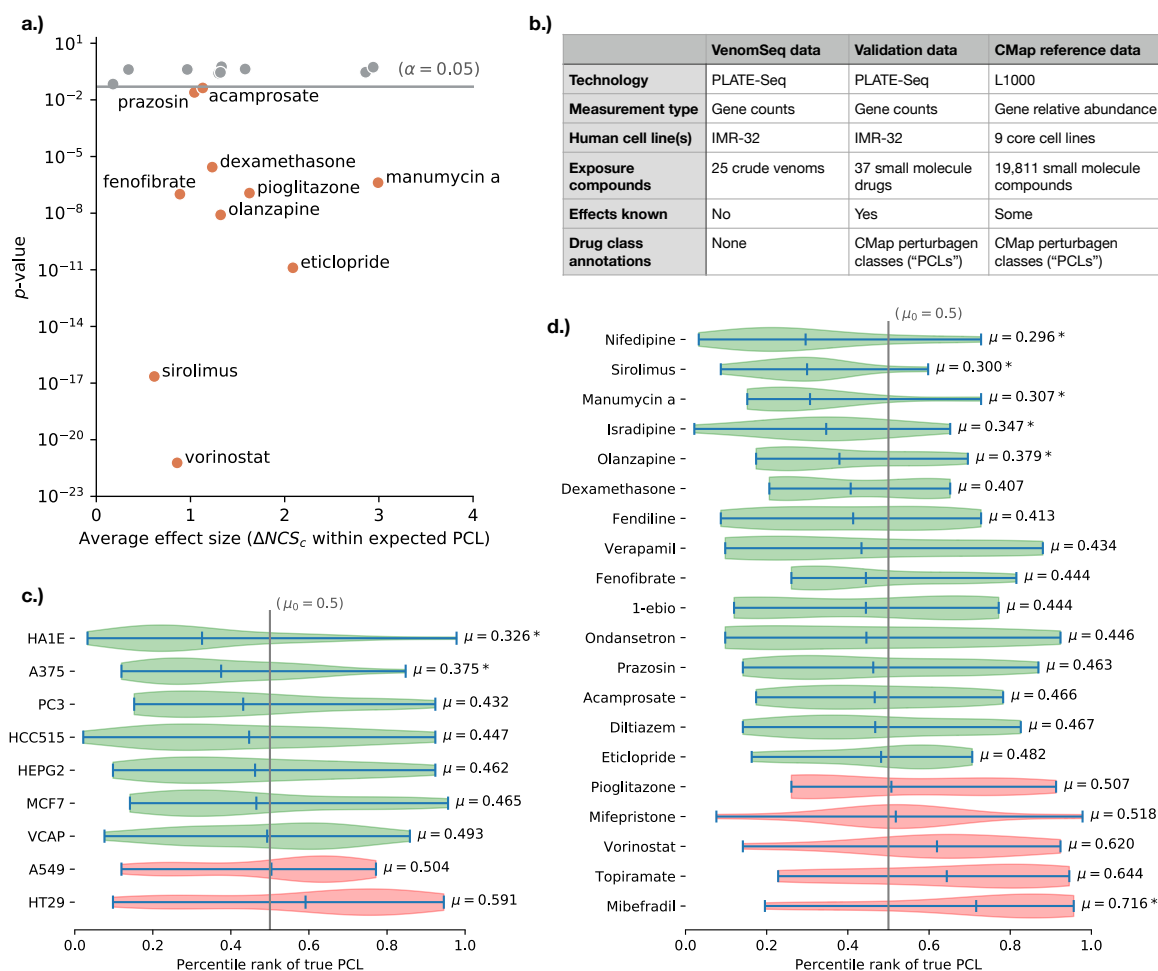 a.)
10^1
10^−2
10^−5
10^−8
10^−11
10^−14
10^−17
10^−20
10^−23
p-value
(α = 0.05)
prazosin
acamprosate
dexamethasone
fenofibrate
pioglitazone
manumycin a
olanzapine
eticlopride
sirolimus
vorinostat
0 1 2 3 4
Average effect size (ΔNCS_c within expected PCL)
b.)
VenomSeq data Validation data CMap reference data
Technology PLATE-Seq PLATE-Seq L1000
Measurement type Gene counts Gene counts Gene relative abundance
Human cell line(s) IMR-32 IMR-32 9 core cell lines
Exposure compounds 25 crude venoms 37 small molecule drugs 19,811 small molecule compounds
Effects known No Yes Some
Drug class annotations None CMap perturbagen classes (“PCLs”) CMap perturbagen classes (“PCLs”)
c.)
(μ₀ = 0.5)
HA1E μ = 0.326 *
A375 μ = 0.375 *
PC3 μ = 0.432
HCC515 μ = 0.447
HEPG2 μ = 0.462
MCF7 μ = 0.465
VCAP μ = 0.493
A549 μ = 0.504
HT29 μ = 0.591
0.0 0.2 0.4 0.6 0.8 1.0
Percentile rank of true PCL
d.)
(μ₀ = 0.5)
Nifedipine μ = 0.296 *
Sirolimus μ = 0.300 *
Manumycin a μ = 0.307 *
Isradipine μ = 0.347 *
Olanzapine μ = 0.379 *
Dexamethasone μ = 0.407
Fendiline μ = 0.413
Verapamil μ = 0.434
Fenofibrate μ = 0.444
1-ebio μ = 0.444
Ondansetron μ = 0.446
Prazosin μ = 0.463
Acamprosate μ = 0.466
Diltiazem μ = 0.467
Eticlopride μ = 0.482
Pioglitazone μ = 0.507
Mifepristone μ = 0.518
Vorinostat μ = 0.620
Topiramate μ = 0.644
Mibefradil μ = 0.716 *
0.0 0.2 0.4 0.6 0.8 1.0
Percentile rank of true PCL